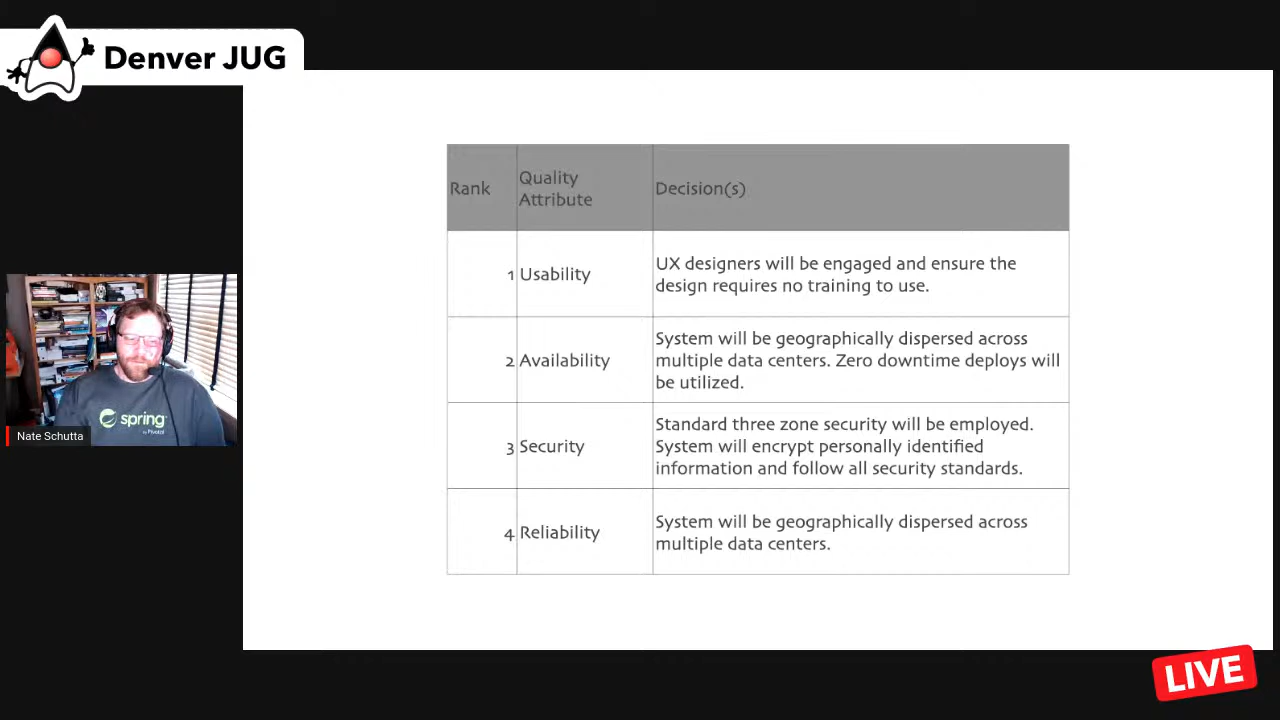 Denver JUG
Rank
Quality
Attribute
Decision(s)
1
Usability
UX designers will be engaged and ensure the
design requires no training to use.
2
Availability
System will be geographically dispersed across
multiple data centers. Zero downtime deploys will
be utilized.
3
Security
Standard three zone security will be employed.
System will encrypt personally identified
information and follow all security standards.
4
Reliability
System will be geographically dispersed across
multiple data centers.
spring
by Pivotal
Nate Schutta
LIVE